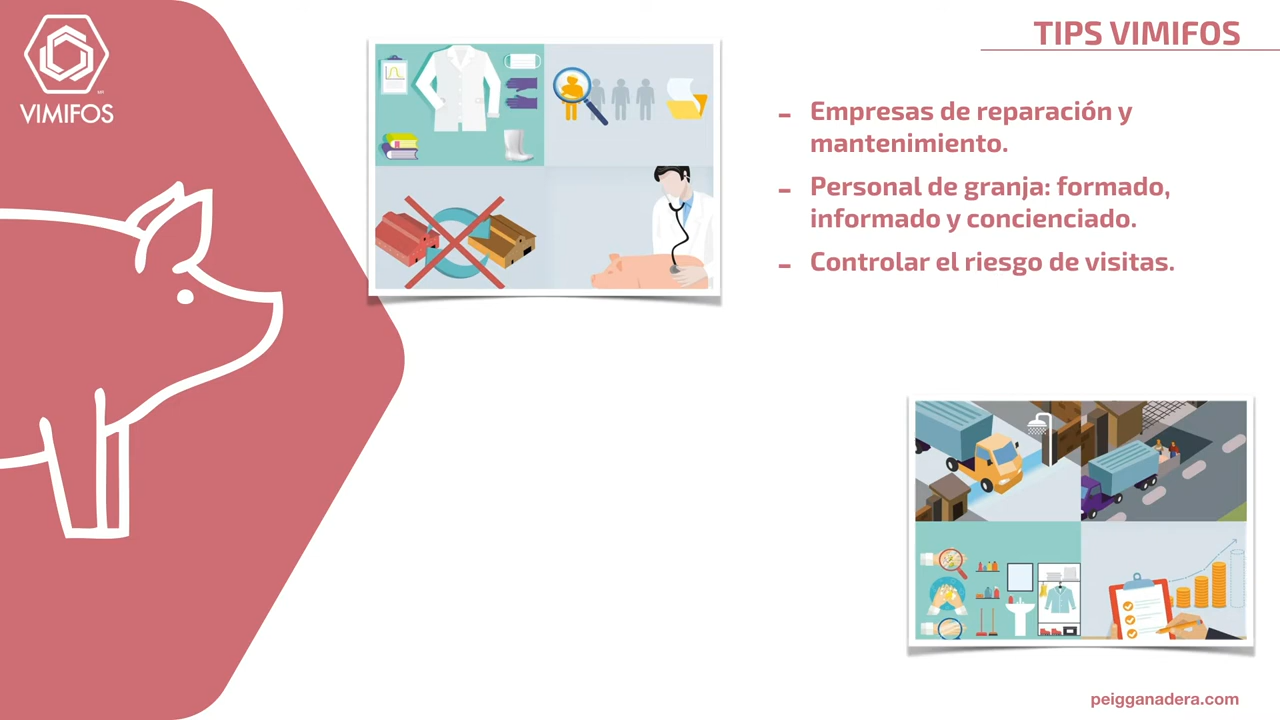 VIMIFOS
TIPS VIMIFOS
- Empresas de reparación y
mantenimiento.
- Personal de granja: formado,
informado y concienciado.
- Controlar el riesgo de visitas.
peigganadera.com